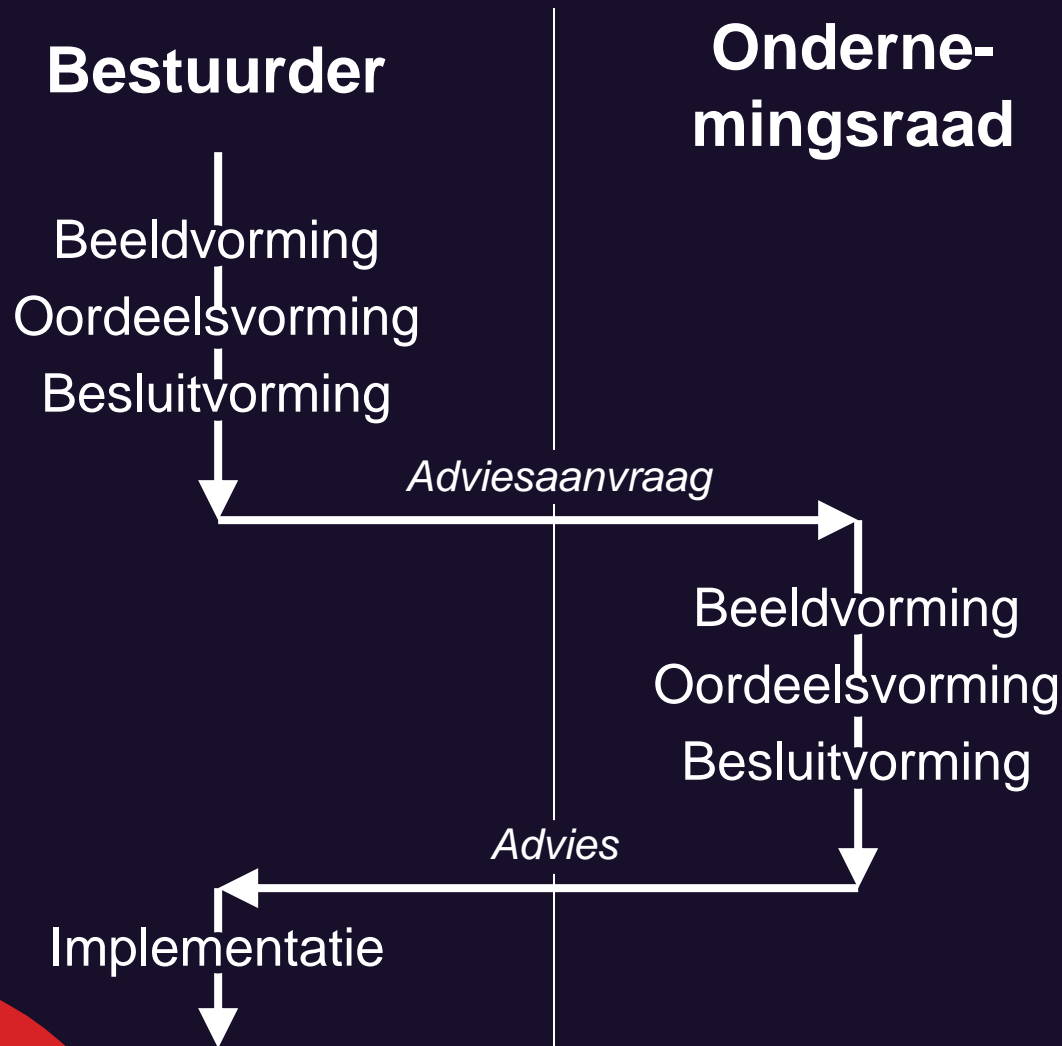 Bestuurder
Onderne-
mingsraad
Beeldvorming
Oordeelsvorming
Besluitvorming
Adviesaanvraag
Beeldvorming
Oordeelsvorming
Besluitvorming
Advies
Implementatie